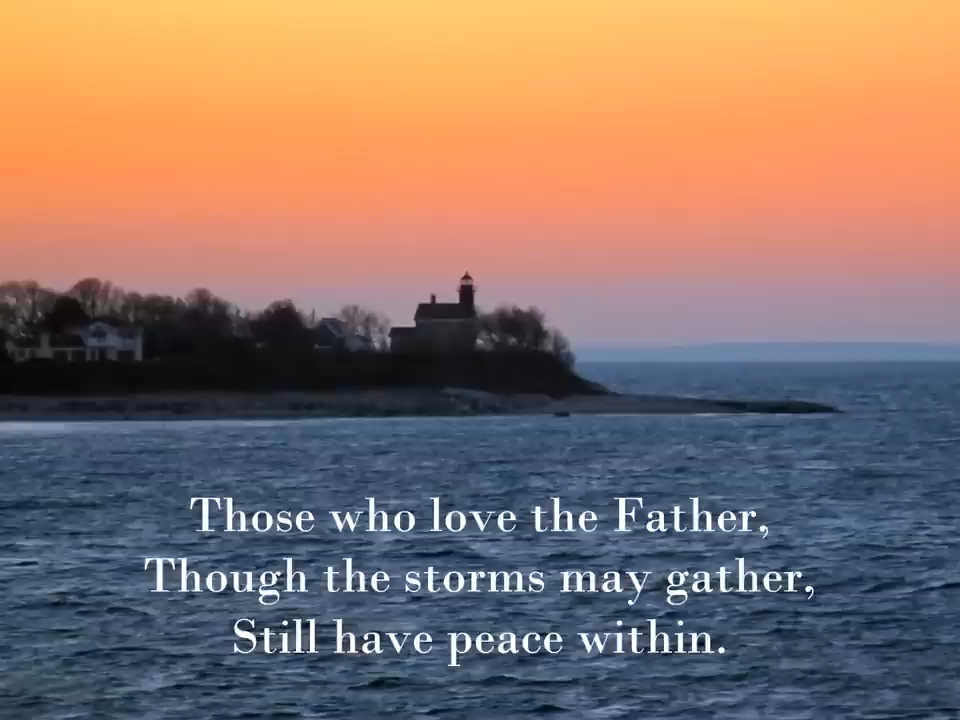 Those who love the Father,
Though the storms may gather,
Still have peace within.